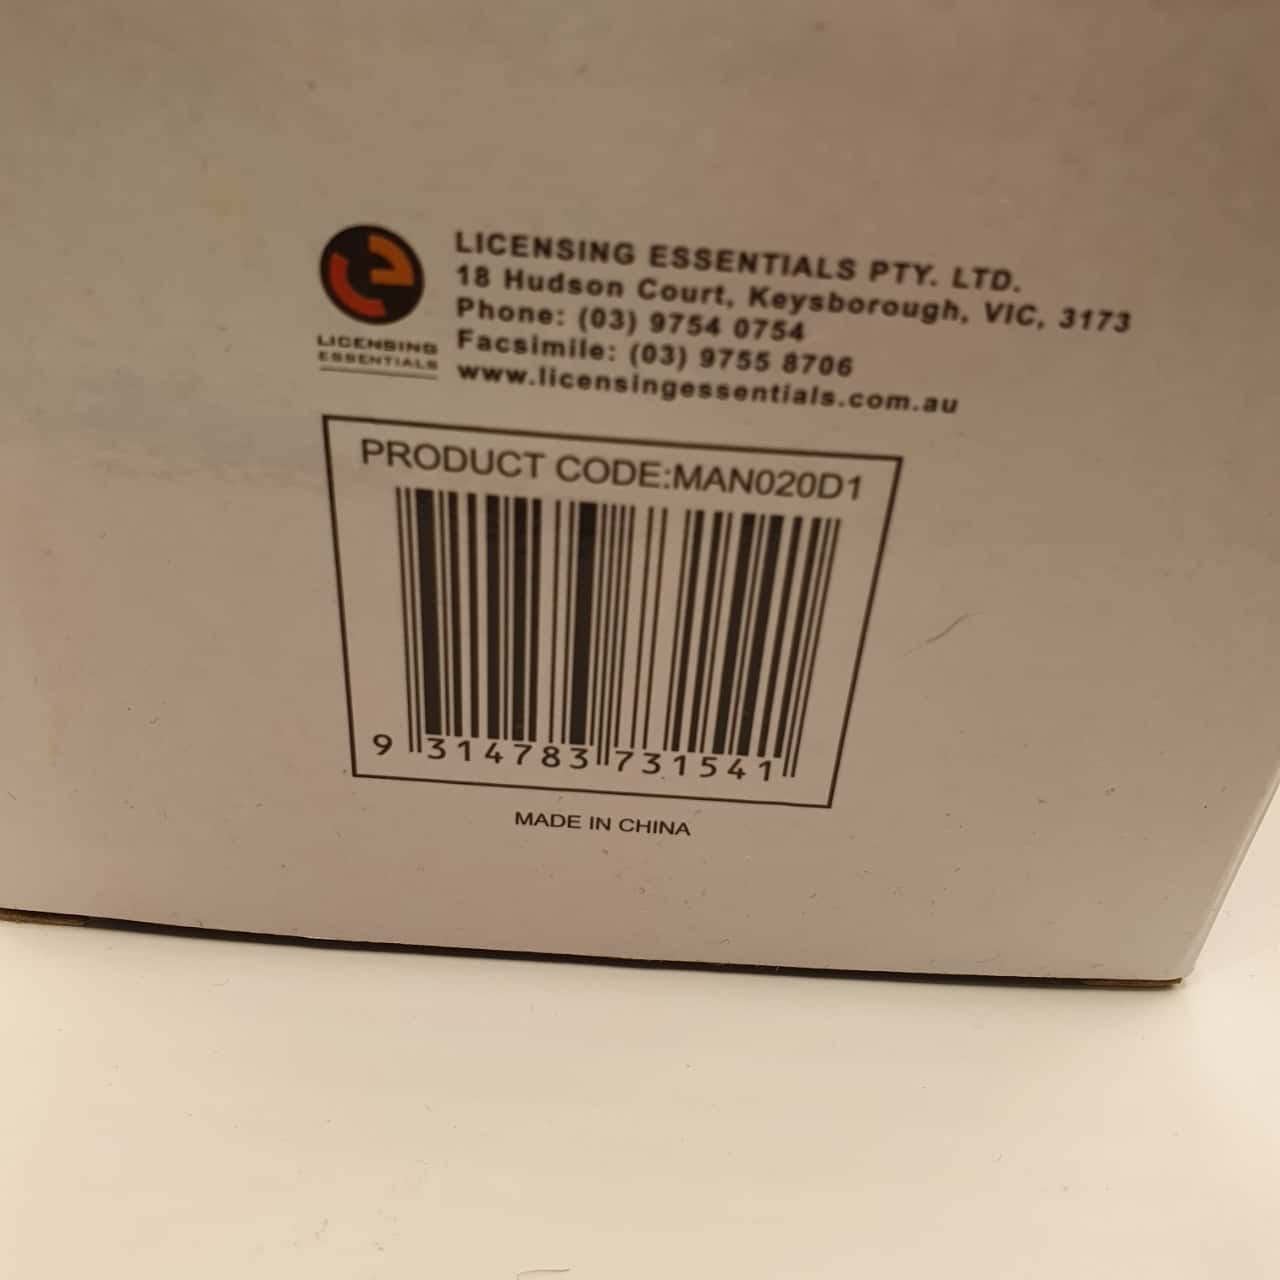 LICENSING ESSENTIALS PTY. LTD.
18 Hudson Court, Keysborough, VIC, 3173
Phone: (03) 9754 0754
Facsimile: (03) 9755 8706
www.licensingessentials.com.au
LICENSING
ESSENTIALS
PRODUCT CODE:MAN020D1
9 314783 731541
MADE IN CHINA